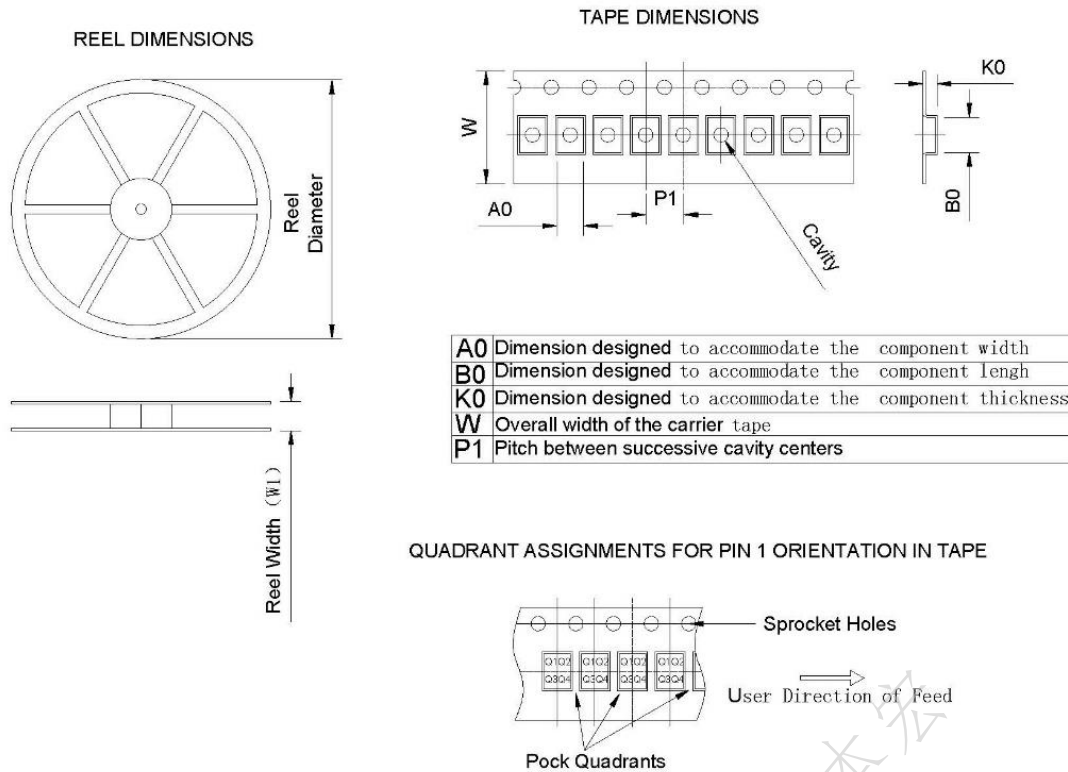 REEL DIMENSIONS
TAPE DIMENSIONS
Reel
Diameter
Reel Width (W1)
W
A0
P1
Cavity
K0
B0
A0 Dimension designed to accommodate the component width
B0 Dimension designed to accommodate the component lengh
K0 Dimension designed to accommodate the component thickness
W Overall width of the carrier tape
P1 Pitch between successive cavity centers
QUADRANT ASSIGNMENTS FOR PIN 1 ORIENTATION IN TAPE
Sprocket Holes
Q1Q2 Q1Q2 Q1Q2 Q1Q2
Q3Q4 Q3Q4 Q3Q4 Q3Q4
User Direction of Feed
Pock Quadrants